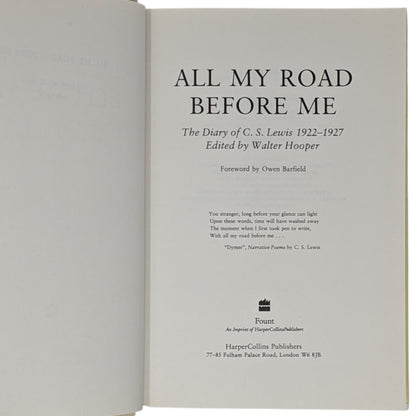 ALL MY ROAD
BEFORE ME
The Diary of C. S. Lewis 1922–1927
Edited by Walter Hooper
Foreword by Owen Barfield
You stranger, long before your glance can light
Upon these words, time will have washed away
The moment when I first took pen to write,
With all my road before me . . .
"Dymer", Narrative Poems by C. S. Lewis
Fount
An Imprint of HarperCollinsPublishers
HarperCollins Publishers
77–85 Fulham Palace Road, London W6 8JB